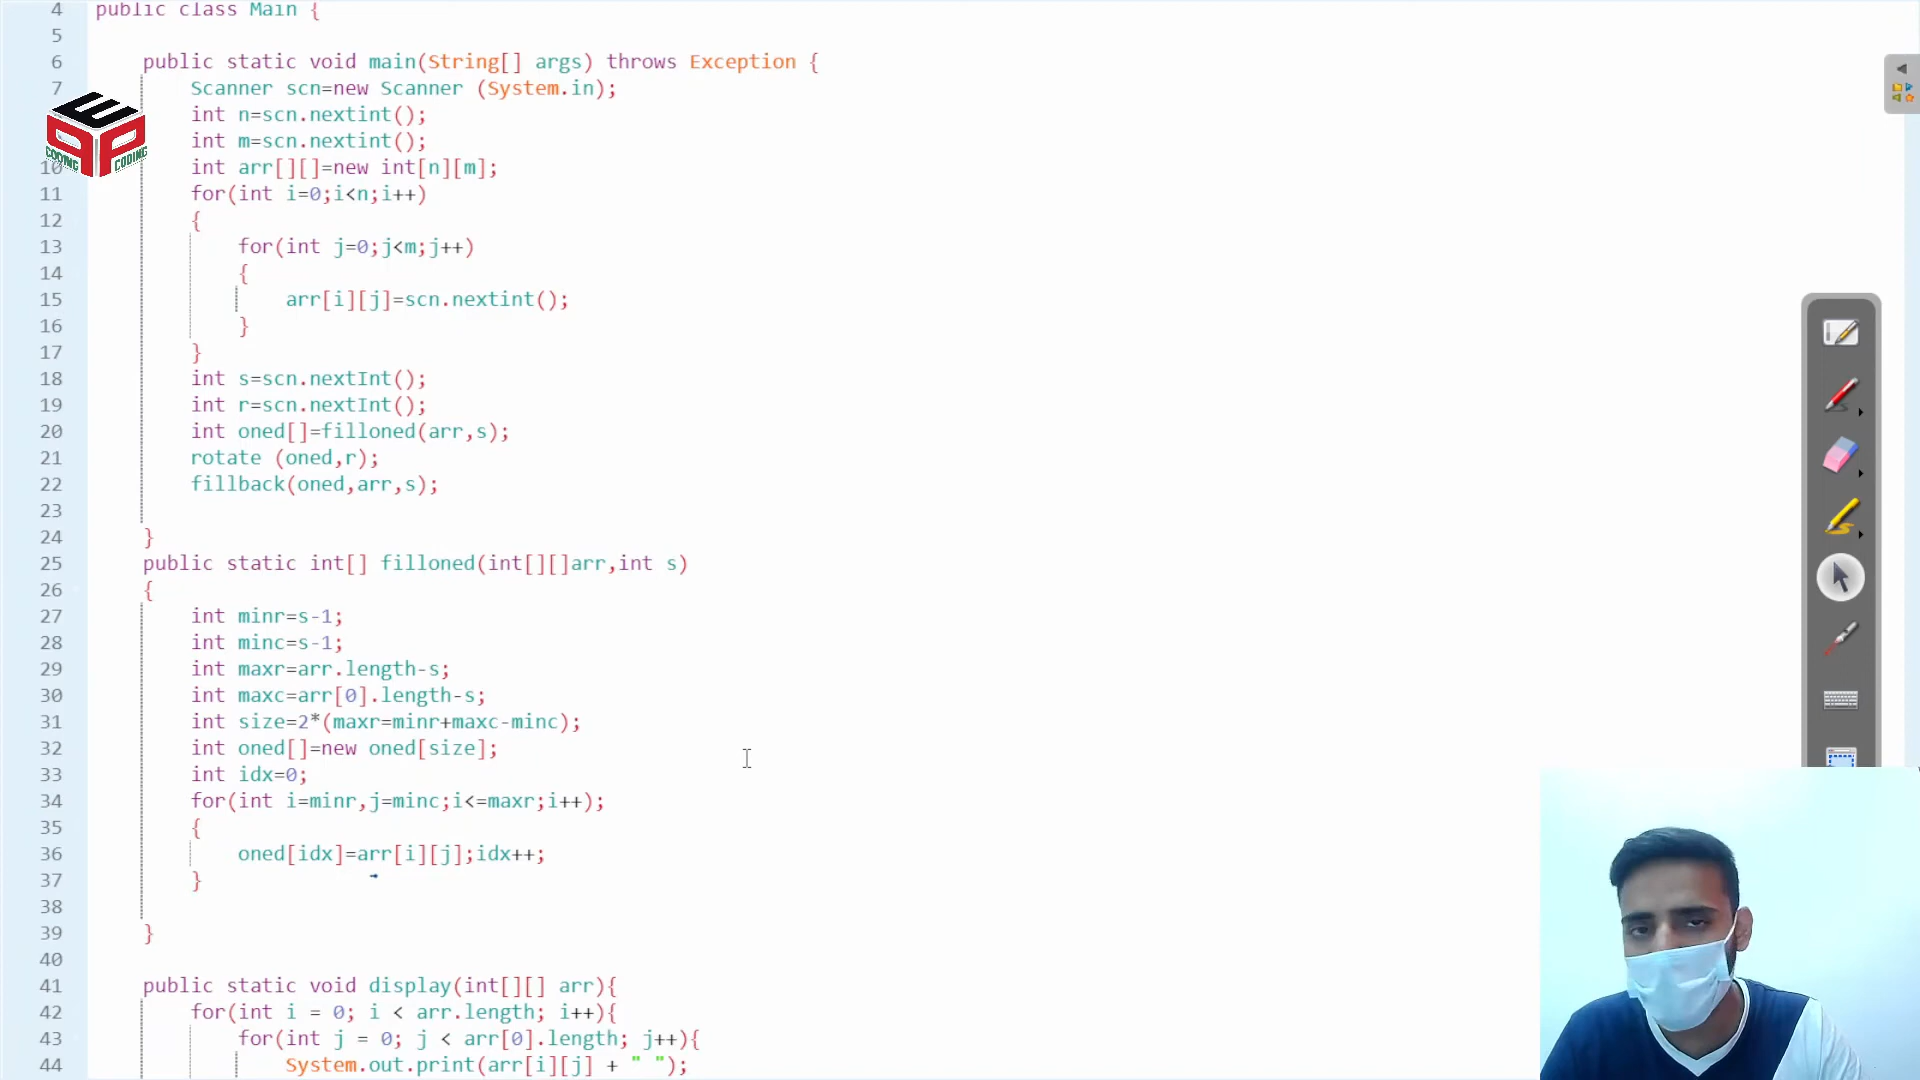 4 public class Main {
5
6 public static void main(String[] args) throws Exception {
7 Scanner scn=new Scanner (System.in);
int n=scn.nextint();
int m=scn.nextint();
10 int arr[][]=new int[n][m];
11 for(int i=0;i<n;i++)
12 {
13 for(int j=0;j<m;j++)
14 {
15 arr[i][j]=scn.nextint();
16 }
17 }
18 int s=scn.nextInt();
19 int r=scn.nextInt();
20 int oned[]=filloned(arr,s);
21 rotate (oned,r);
22 fillback(oned,arr,s);
23
24 }
25 public static int[] filloned(int[][]arr,int s)
26 {
27 int minr=s-1;
28 int minc=s-1;
29 int maxr=arr.length-s;
30 int maxc=arr[0].length-s;
31 int size=2*(maxr=minr+maxc-minc);
32 int oned[]=new oned[size];
33 int idx=0;
34 for(int i=minr,j=minc;i<=maxr;i++);
35 {
36 oned[idx]=arr[i][j];idx++;
37 }
38
39 }
40
41 public static void display(int[][] arr){
42 for(int i = 0; i < arr.length; i++){
43 for(int j = 0; j < arr[0].length; j++){
44 System.out.print(arr[i][j] + " ");
PEP
CODING CODING